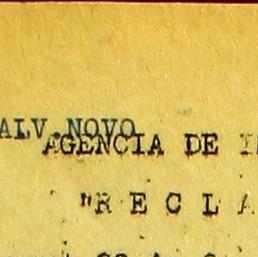 ALV.NOVO
AGENCIA DE
"R E C L A